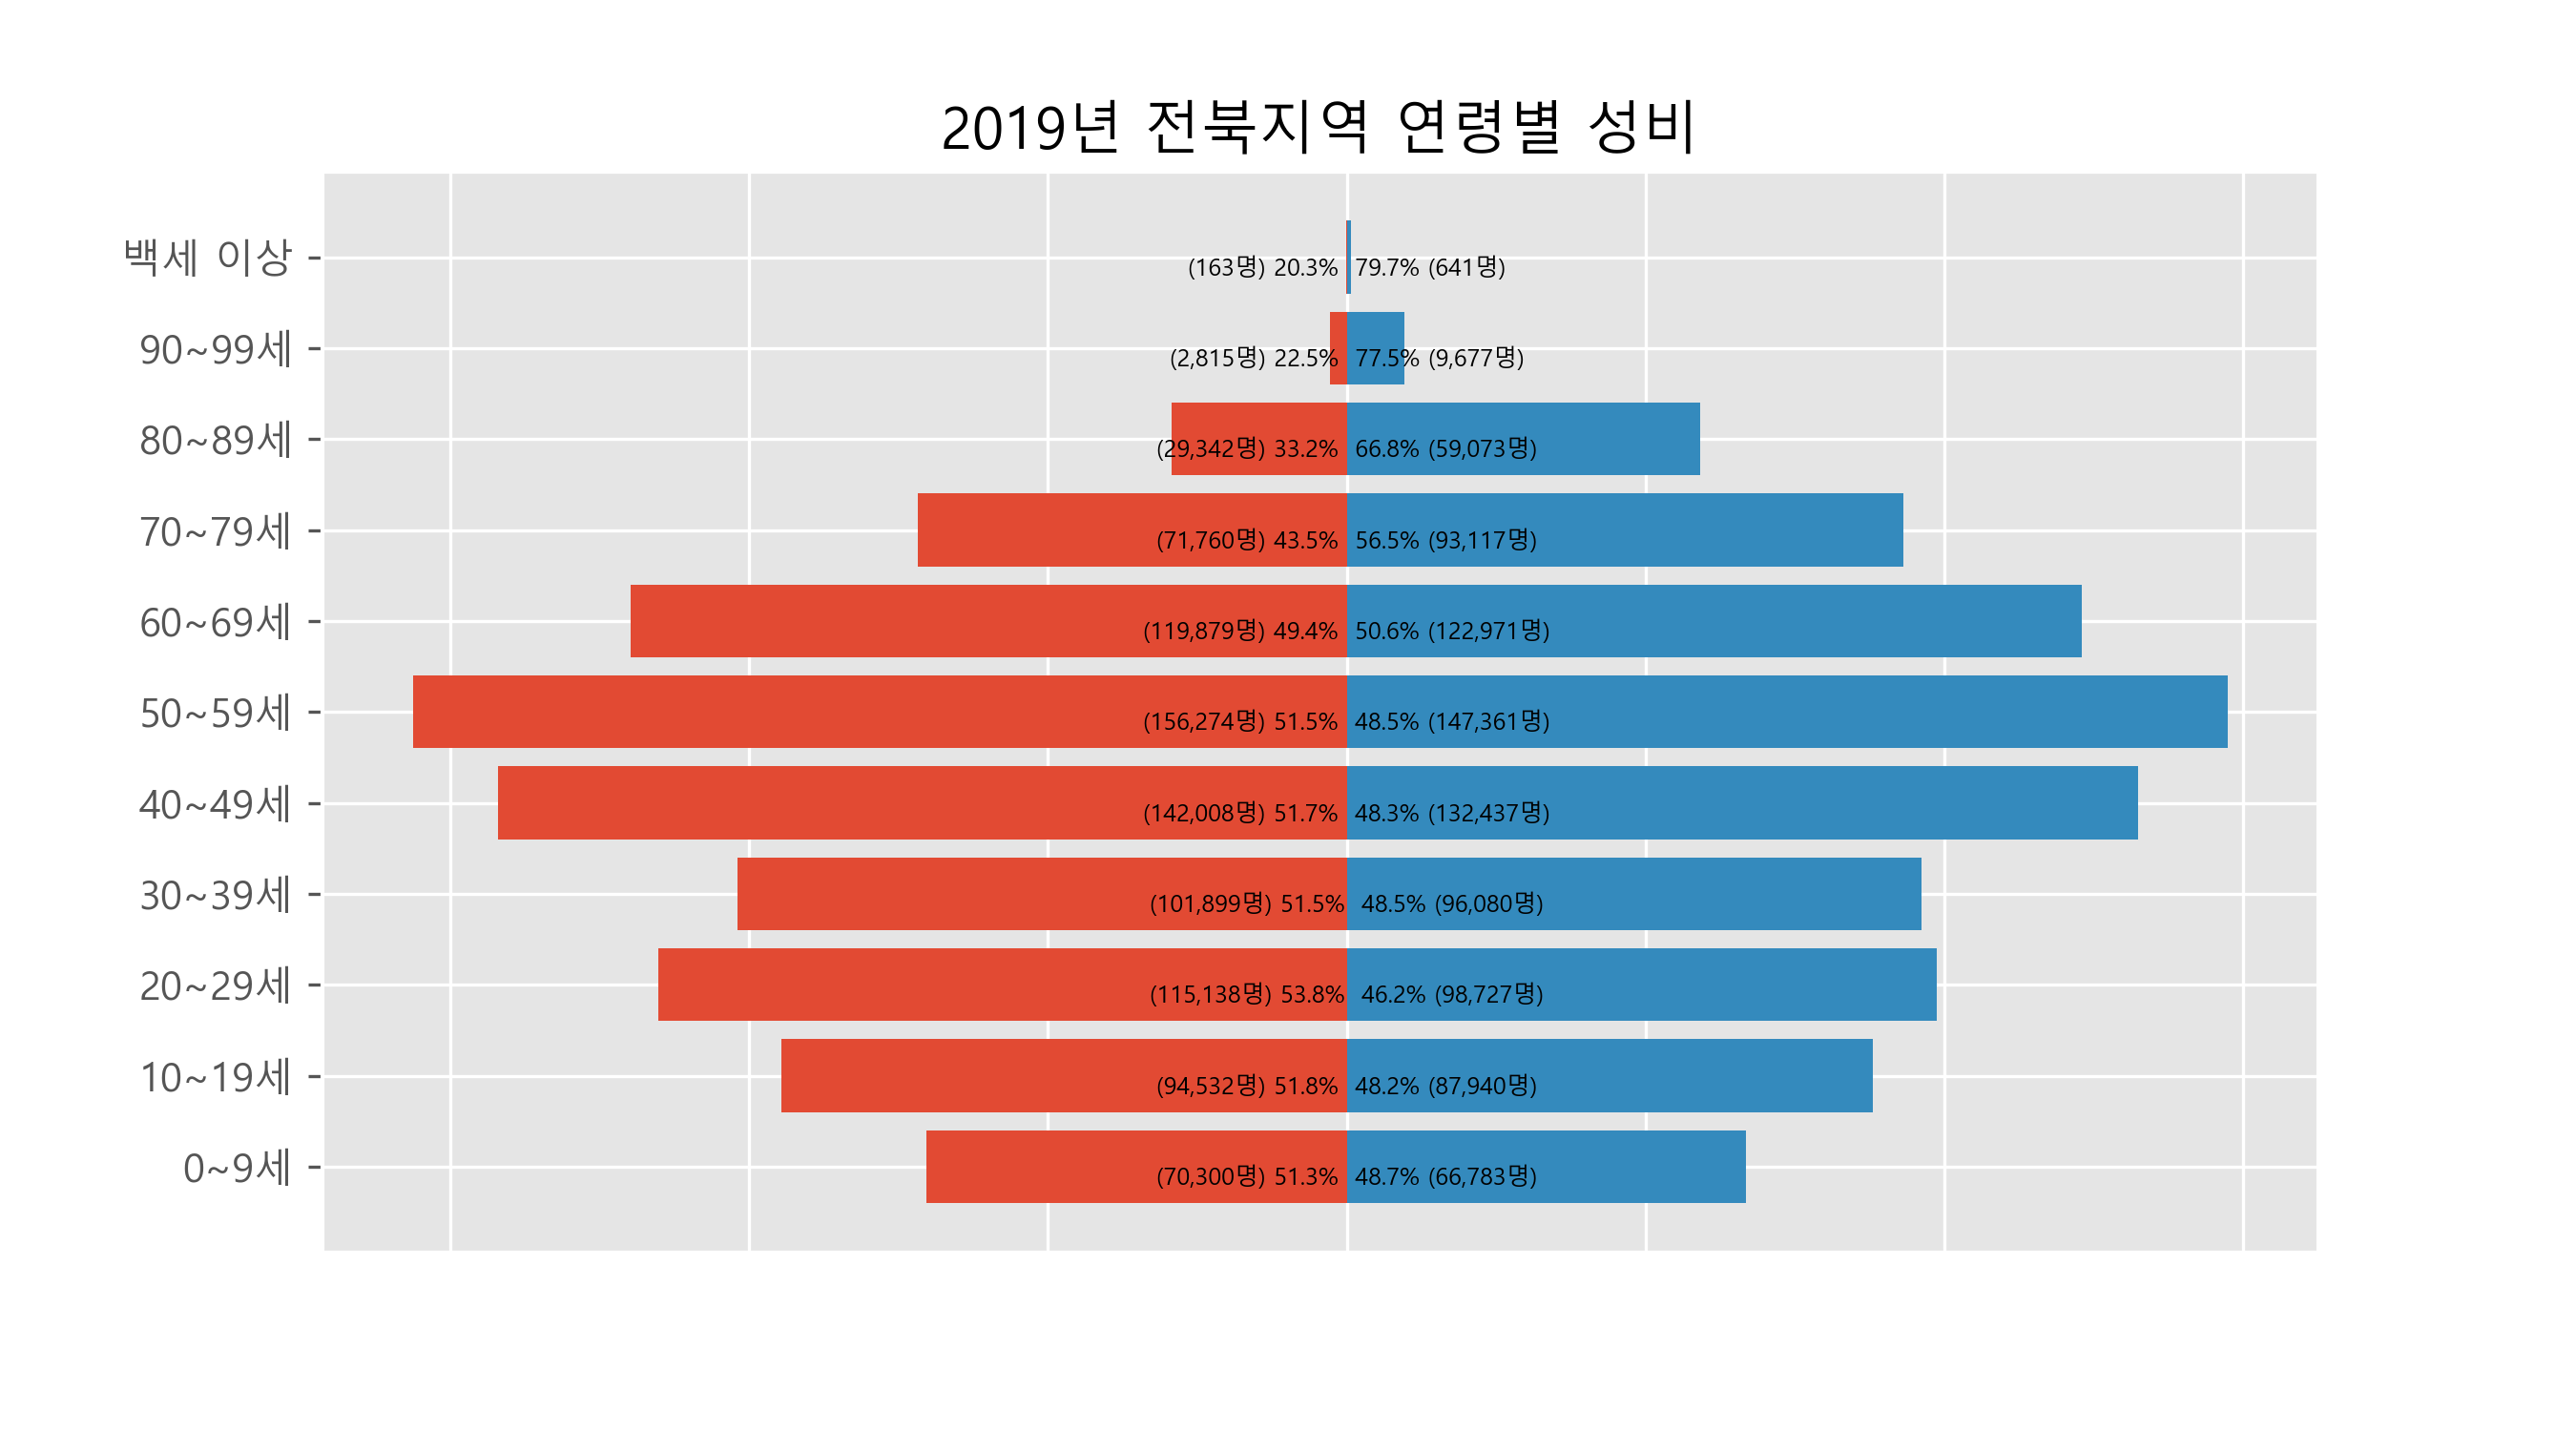 2019년 전북지역 연령별 성비
백세 이상 (163명) 20.3% 79.7% (641명)
90~99세 (2,815명) 22.5% 77.5% (9,677명)
80~89세 (29,342명) 33.2% 66.8% (59,073명)
70~79세 (71,760명) 43.5% 56.5% (93,117명)
60~69세 (119,879명) 49.4% 50.6% (122,971명)
50~59세 (156,274명) 51.5% 48.5% (147,361명)
40~49세 (142,008명) 51.7% 48.3% (132,437명)
30~39세 (101,899명) 51.5% 48.5% (96,080명)
20~29세 (115,138명) 53.8% 46.2% (98,727명)
10~19세 (94,532명) 51.8% 48.2% (87,940명)
0~9세 (70,300명) 51.3% 48.7% (66,783명)